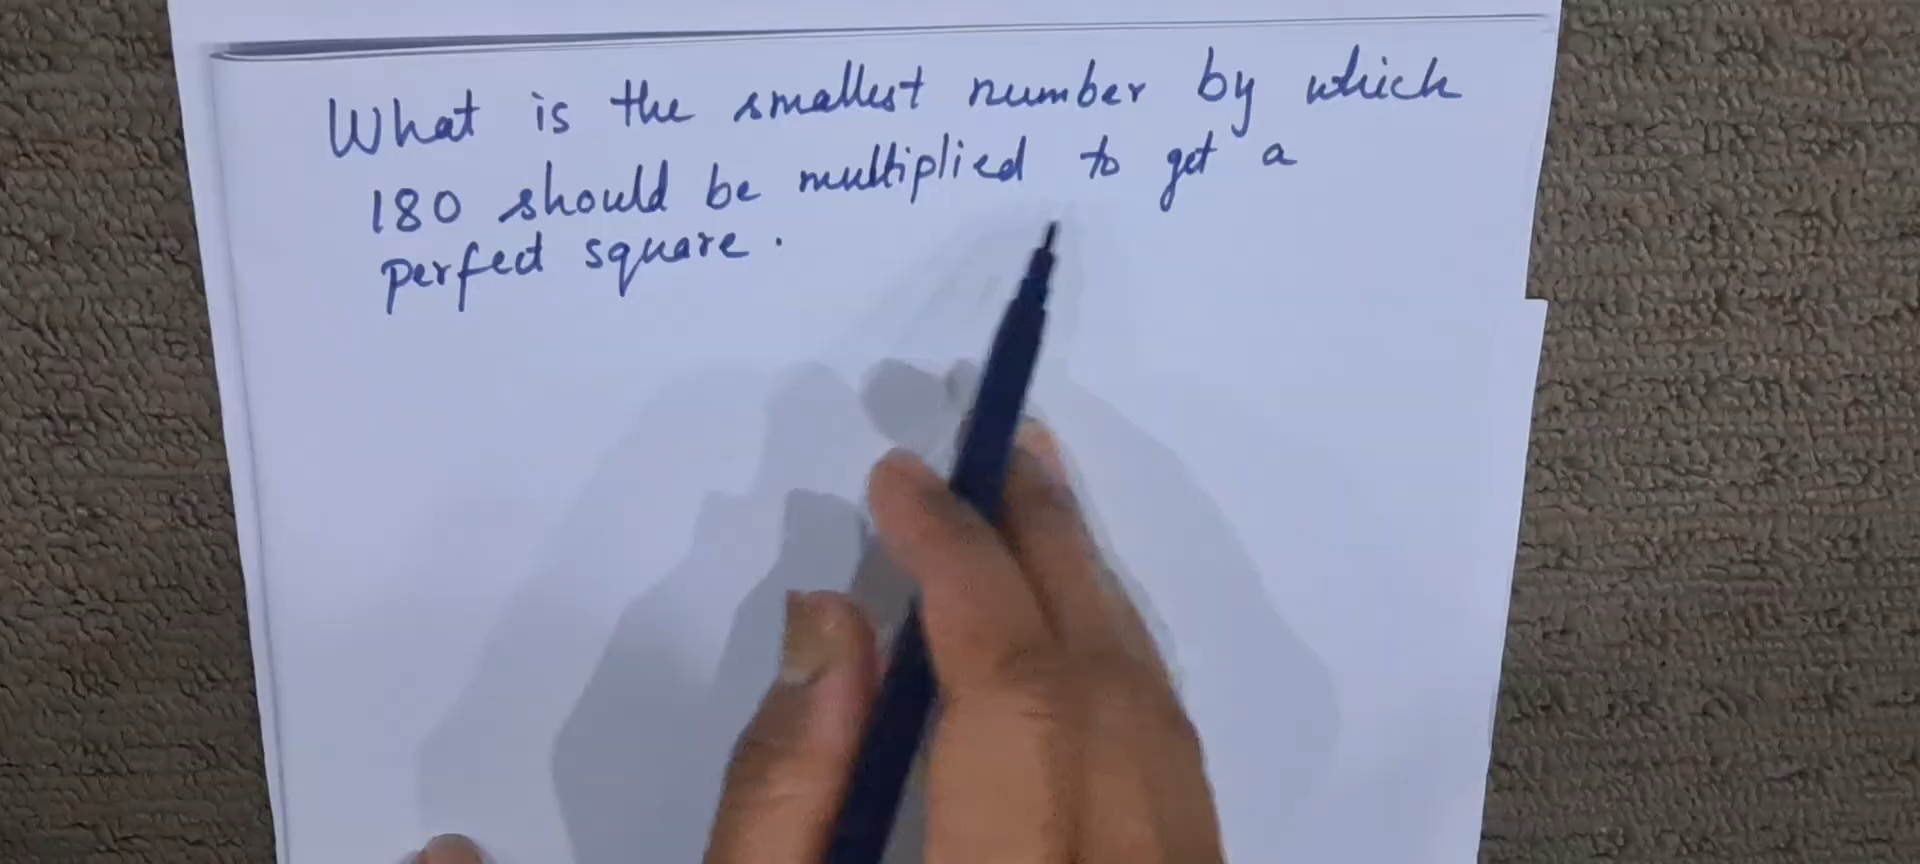 What is the smallest number by which
180 should be multiplied to get a
perfect square.